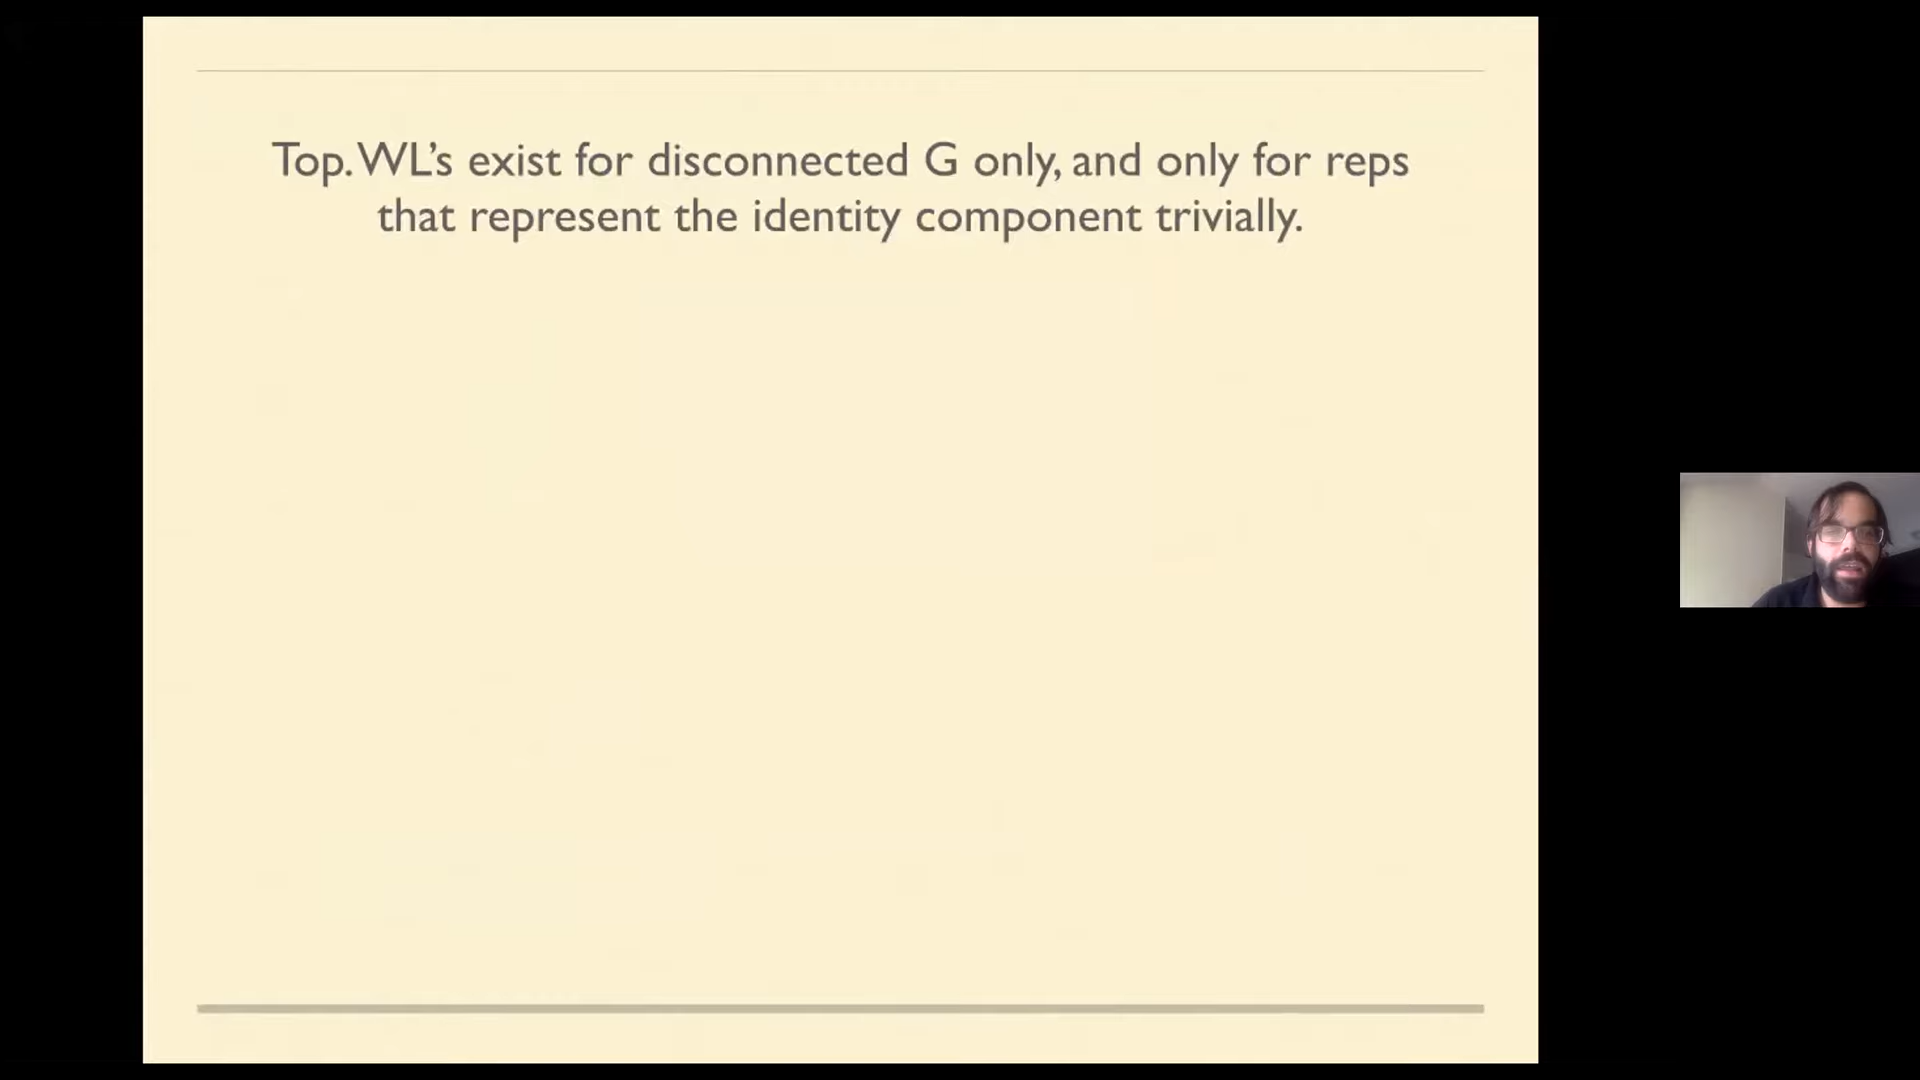 Top. WL’s exist for disconnected G only, and only for reps
that represent the identity component trivially.